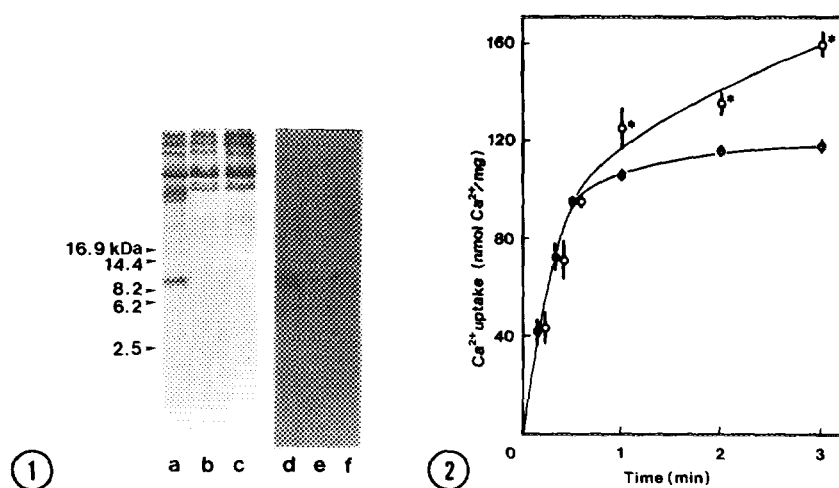 16.9 kDa
14.4
8.2
6.2
2.5
a b c d e f
1
Ca²⁺ uptake (nmol Ca²⁺/mg)
160
120
80
40
0
*
*
*
0 1 2 3
Time (min)
2